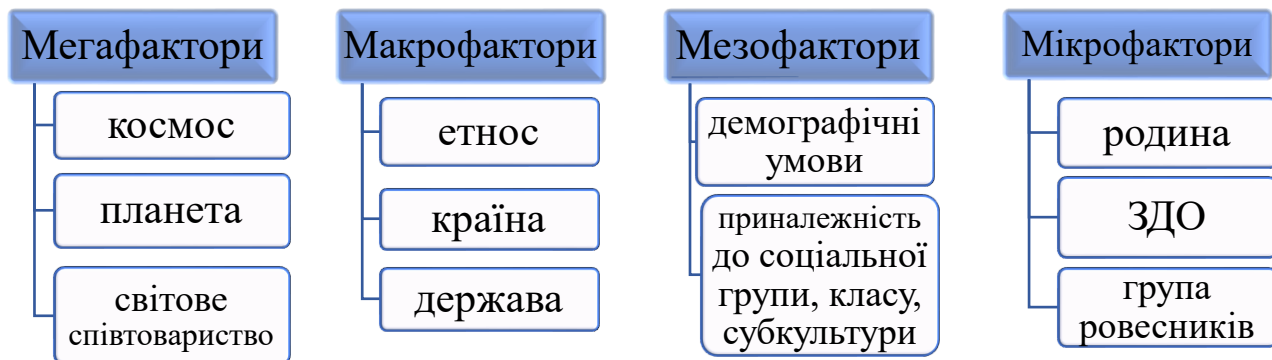 Мегафактори
космос
планета
світове
співтовариство
Макрофактори
етнос
країна
держава
Мезофактори
демографічні
умови
приналежність
до соціальної
групи, класу,
субкультури
Мікрофактори
родина
ЗДО
група
ровесників